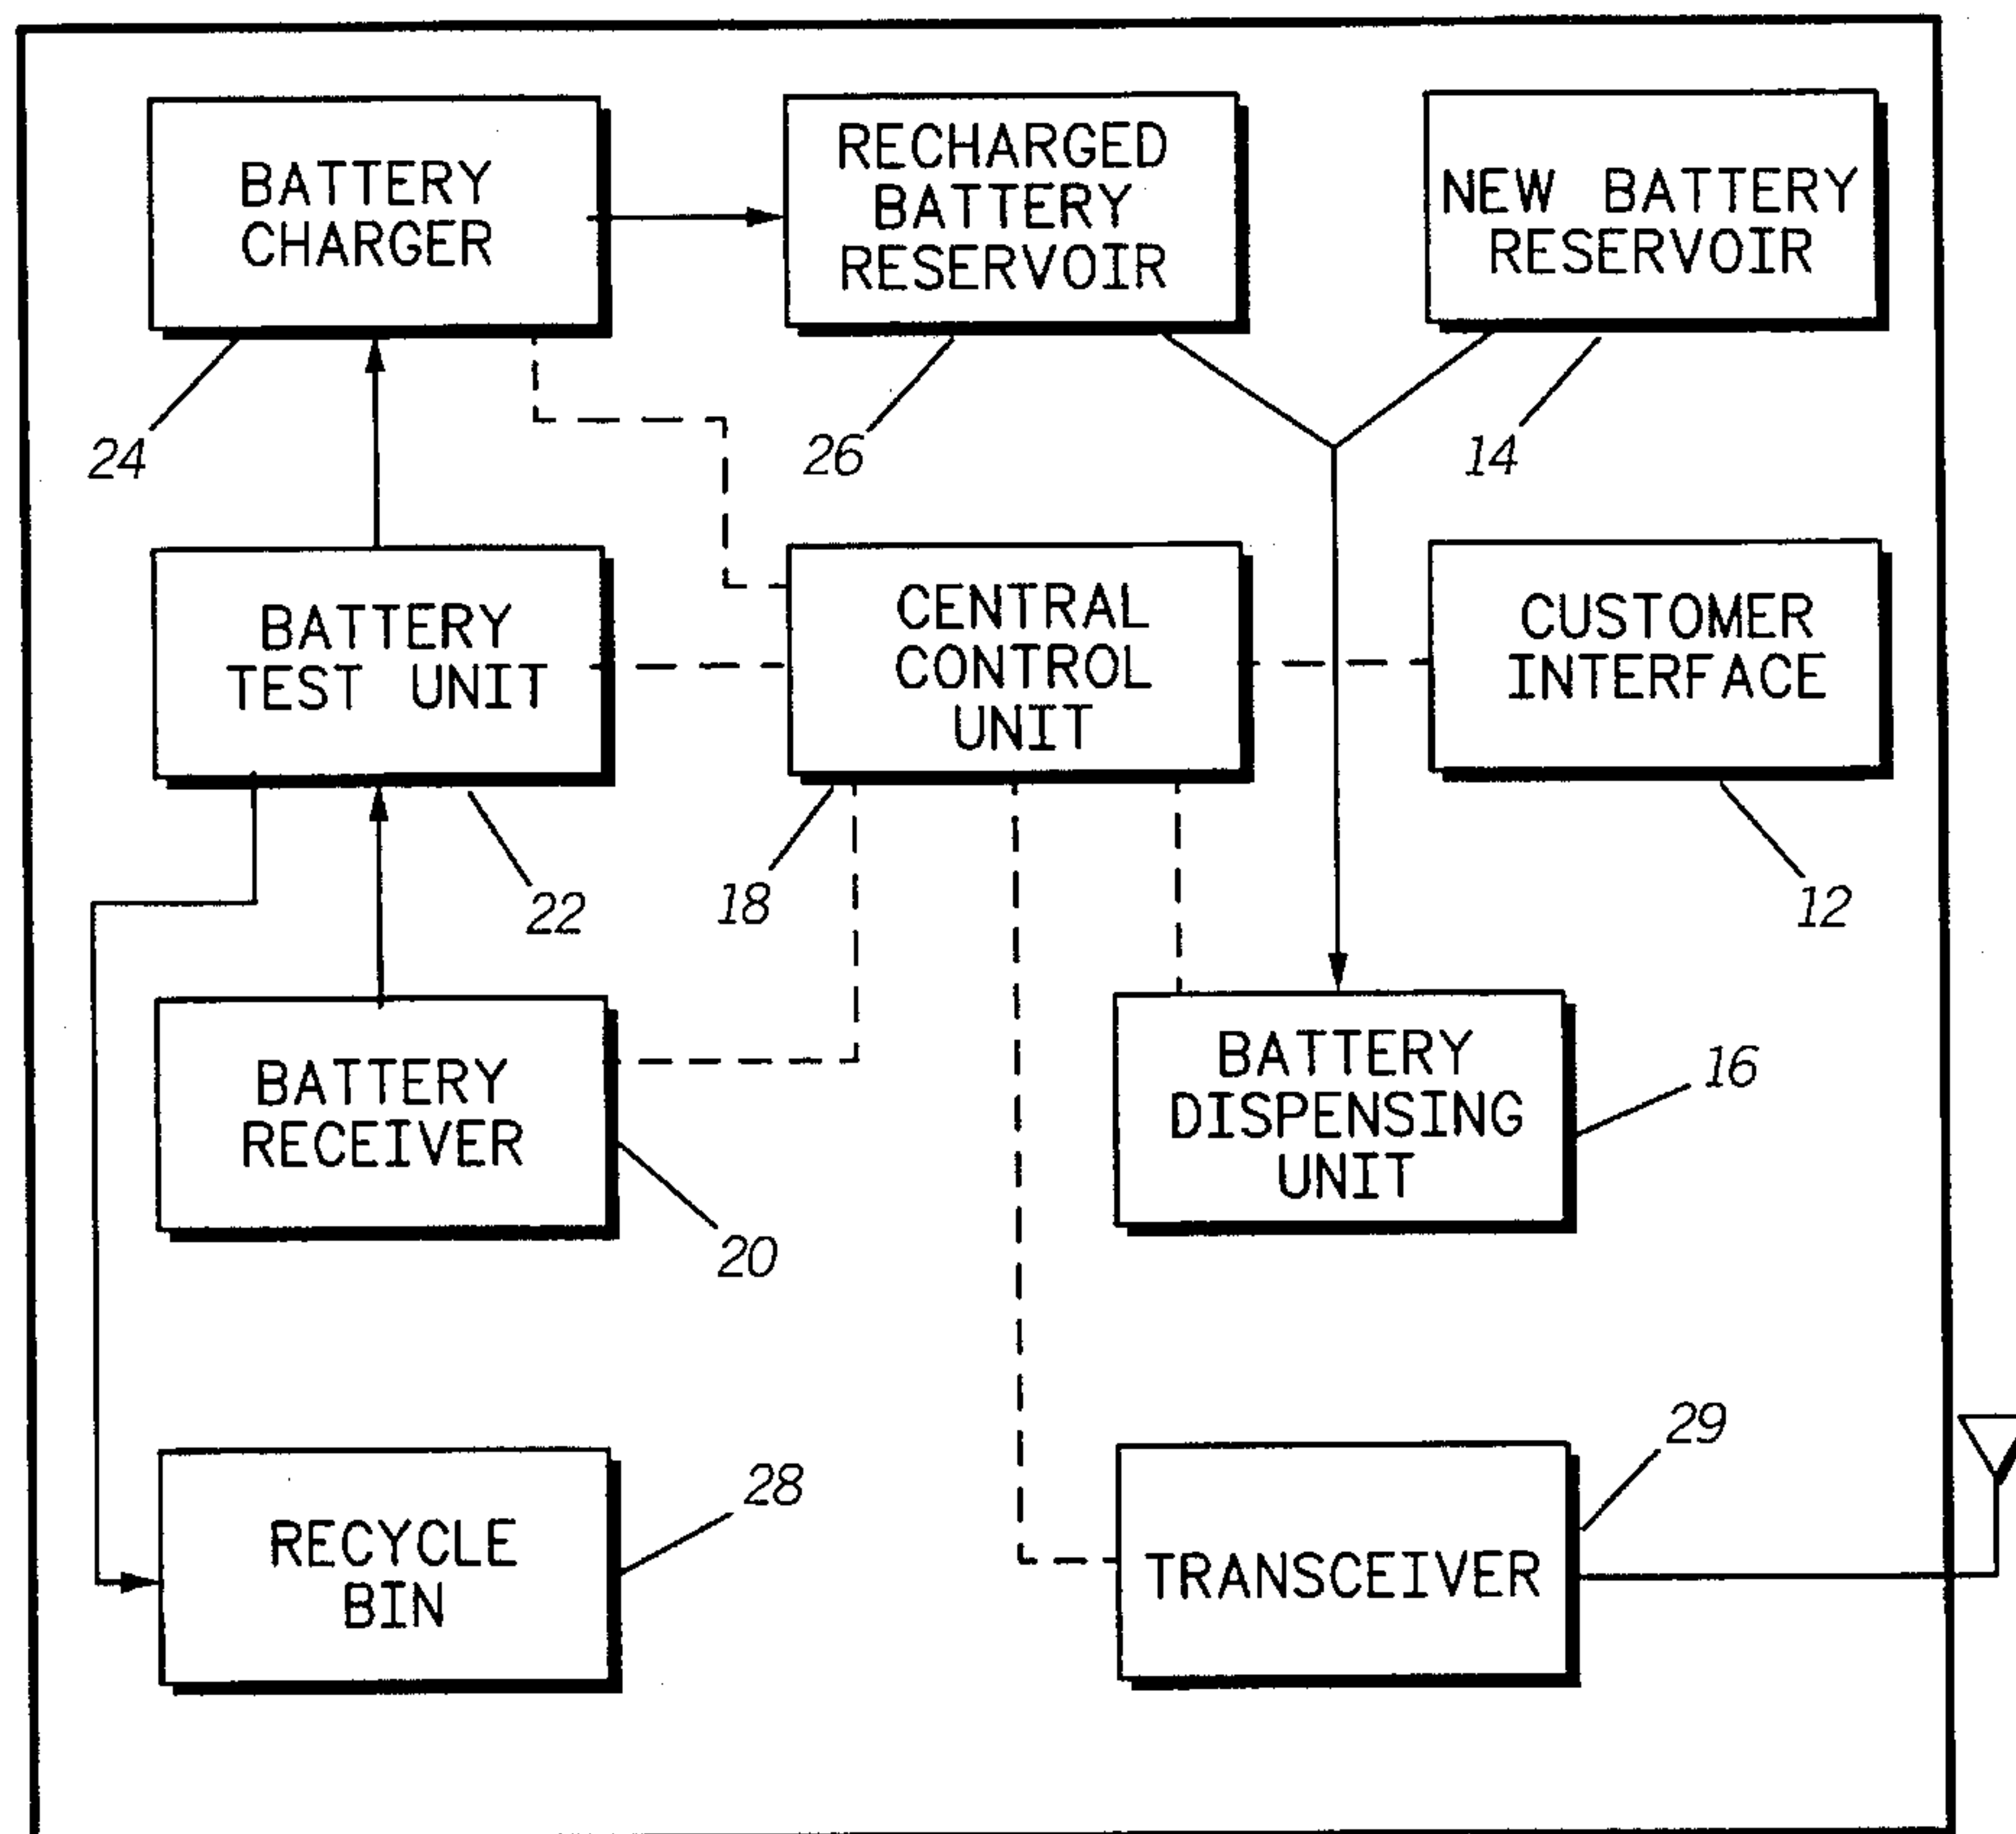 BATTERY
CHARGER
RECHARGED
BATTERY
RESERVOIR
NEW BATTERY
RESERVOIR
24
26
14
BATTERY
TEST UNIT
CENTRAL
CONTROL
UNIT
CUSTOMER
INTERFACE
22
18
12
BATTERY
RECEIVER
BATTERY
DISPENSING
UNIT
16
20
RECYCLE
BIN
28
TRANSCEIVER
29